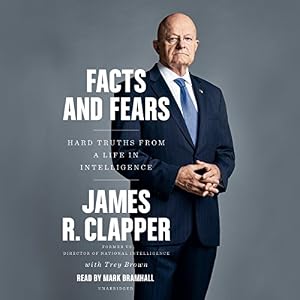 FACTS
AND FEARS
HARD TRUTHS FROM
A LIFE IN
INTELLIGENCE
JAMES
R. CLAPPER
FORMER U.S.
DIRECTOR OF NATIONAL INTELLIGENCE
with Trey Brown
READ BY MARK BRAMHALL
UNABRIDGED